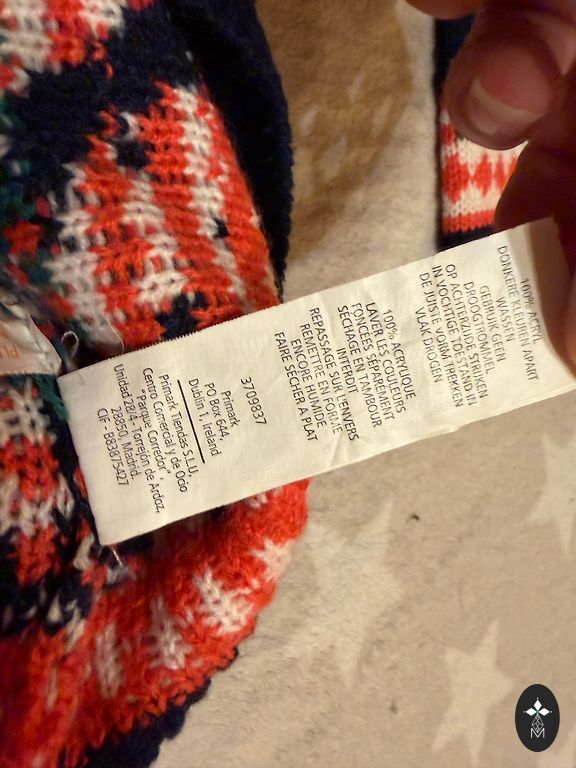 100% ACRYL
DONKERE KLEUREN APART
WASSEN
GEBRUIK GEEN
DROOGTROMMEL
OP ACHTERZIJDE STRIJKEN
IN VOCHTIGE TOESTAND IN
DE JUISTE VORM TREKKEN
VLAK DROGEN
100% ACRYLIQUE
LAVER LES COULEURS
FONCÉES SÉPARÉMENT
SÉCHAGE EN TAMBOUR
INTERDIT
REPASSAGE SUR L'ENVERS
REMETTRE EN FORME
ENCORE HUMIDE
FAIRE SÉCHER A PLAT
3709837
Primark
PO Box 644,
Dublin 1, Ireland
Primark Tiendas S.L.U,
Centro Comercial y de Ocio
"Parque Corredor",
Unidad 2B/4- Torrejón de Ardoz,
28850, Madrid.
CIF - B83875427
M